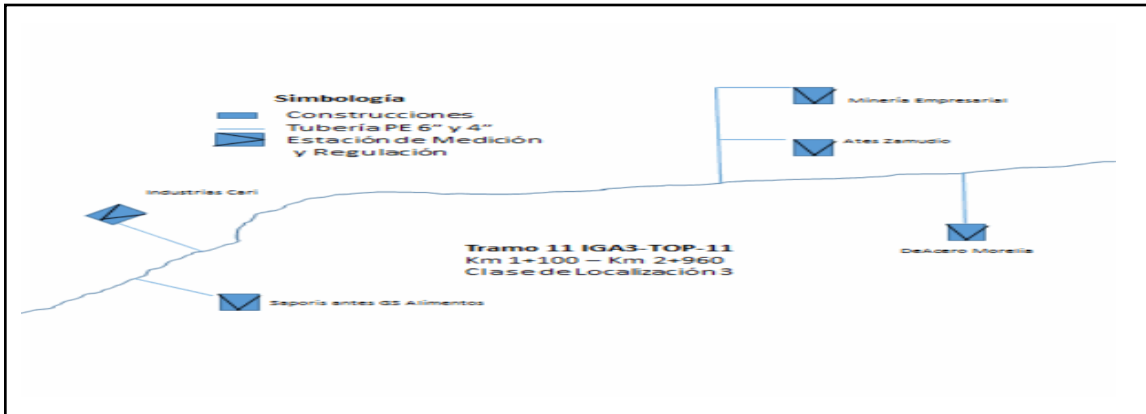 Simbología
Construcciones
Tubería PE 6" y 4"
Estación de Medición
y Regulación
Minería Empresarial
Ates Zamudio
Industrias Cari
Tramo 11 IGA3-TOP-11
Km 1+100 – Km 2+960
Clase de Localización 3
DeAcero Morelia
Saporis antes GS Alimentos